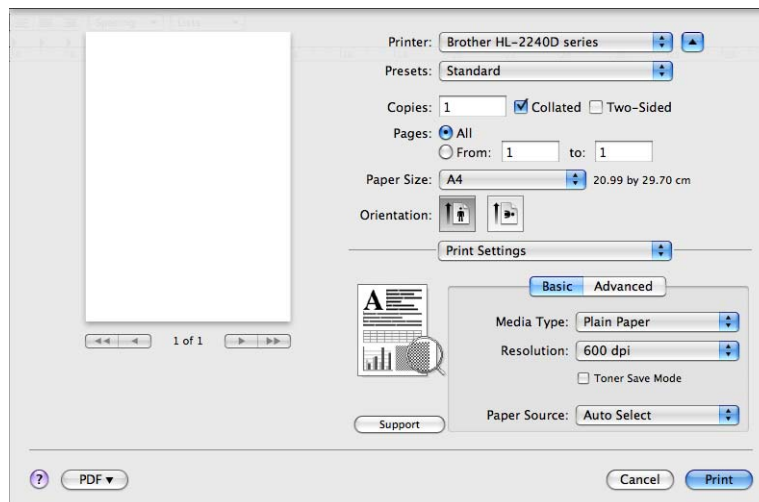 Spacing
Lists
Printer: Brother HL-2240D series
Presets: Standard
Copies: 1 Collated Two-Sided
Pages: All
From: 1 to: 1
Paper Size: A4 20.99 by 29.70 cm
Orientation:
Print Settings
Basic Advanced
Media Type: Plain Paper
Resolution: 600 dpi
Toner Save Mode
Paper Source: Auto Select
1 of 1
A
Support
? PDF Cancel Print